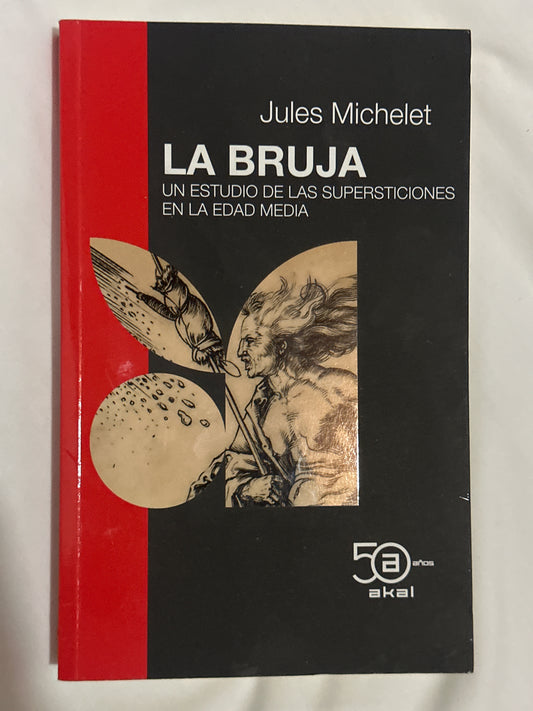 Jules Michelet
LA BRUJA
UN ESTUDIO DE LAS SUPERSTICIONES
EN LA EDAD MEDIA
50 años
akal